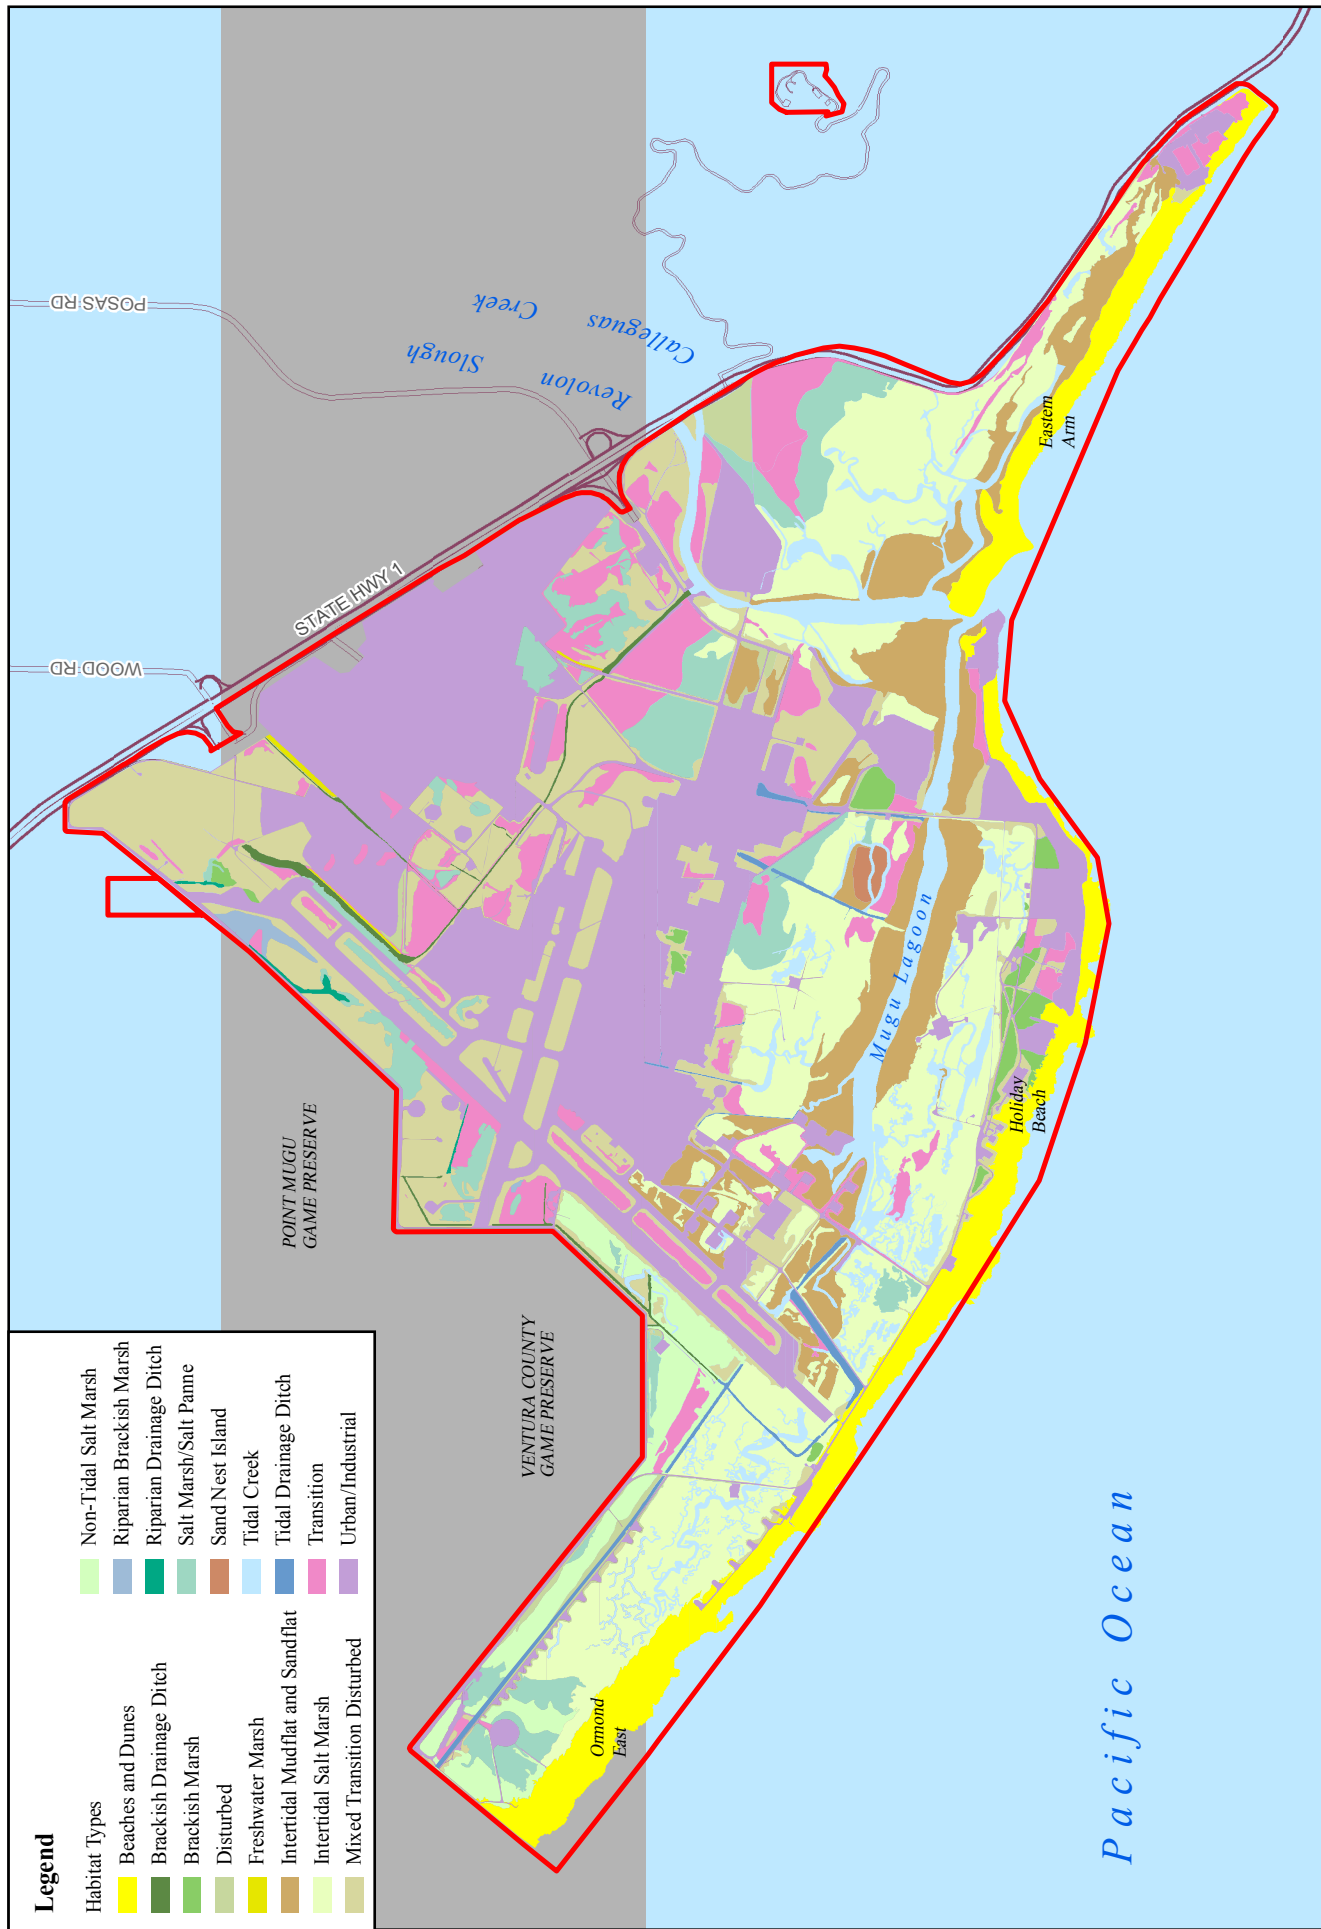 Legend
Habitat Types
Beaches and Dunes
Brackish Drainage Ditch
Brackish Marsh
Disturbed
Freshwater Marsh
Intertidal Mudflat and Sandflat
Intertidal Salt Marsh
Mixed Transition Disturbed
Non-Tidal Salt Marsh
Riparian Brackish Marsh
Riparian Drainage Ditch
Salt Marsh/Salt Panne
Sand Nest Island
Tidal Creek
Tidal Drainage Ditch
Transition
Urban/Industrial
POINT MUGU
GAME PRESERVE
VENTURA COUNTY
GAME PRESERVE
WOOD RD
STATE HWY 1
POSAS RD
Revolon
Slough
Calleguas
Creek
Ormond
East
Holiday
Beach
Mugu Lagoon
Eastern
Arm
Pacific Ocean